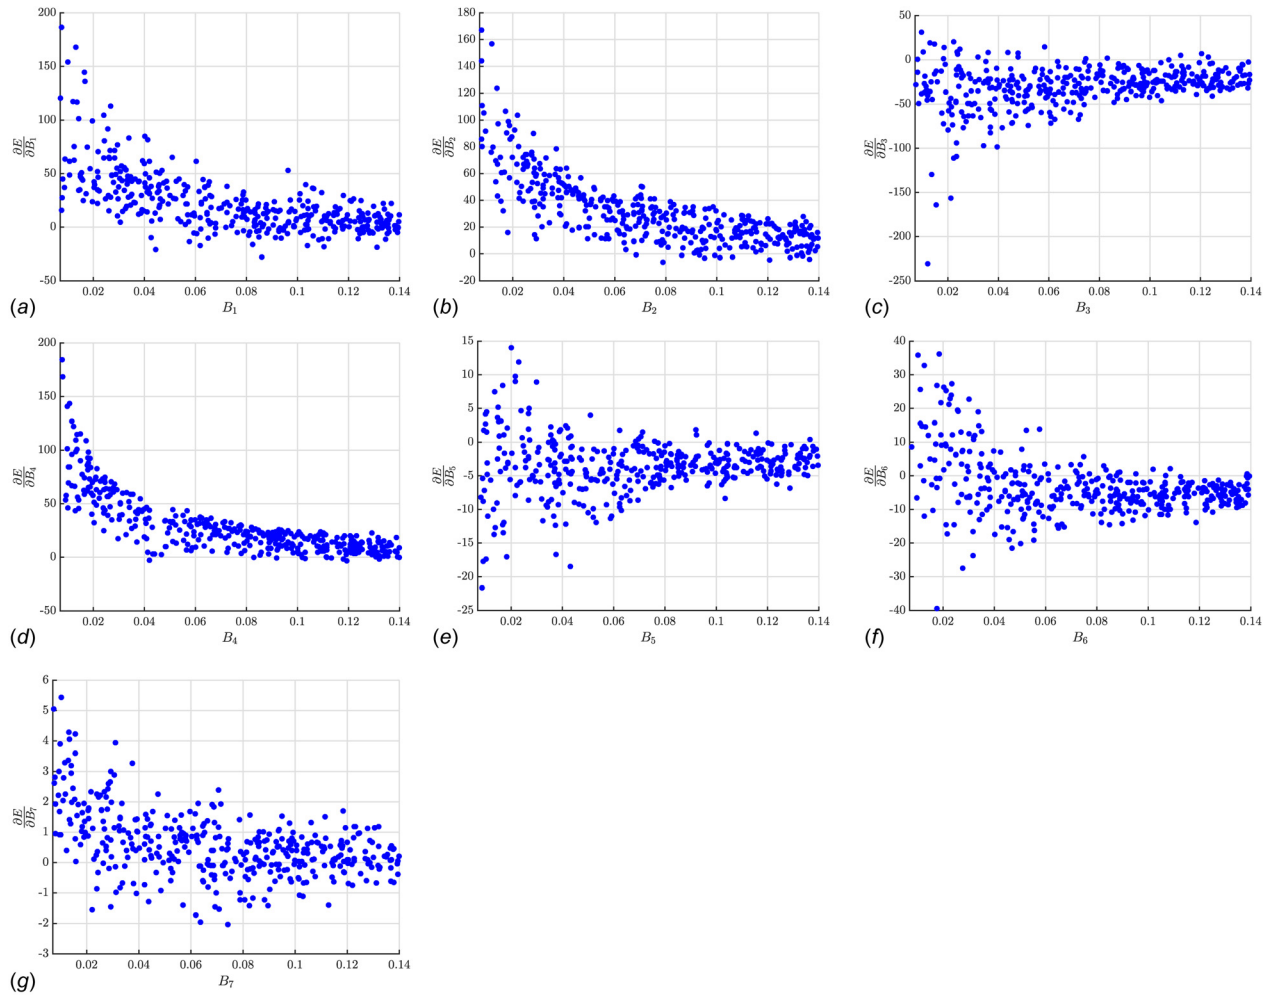 200
150
100
50
0
-50
∂E/∂B₁
0.02 0.04 0.06 0.08 0.1 0.12 0.14
B₁
(a)
180
160
140
120
100
80
60
40
20
0
20
∂E/∂B₂
0.02 0.04 0.06 0.08 0.1 0.12 0.14
B₂
(b)
50
0
-50
-100
-150
-200
-250
∂E/∂B₃
0.02 0.04 0.06 0.08 0.1 0.12 0.14
B₃
(c)
200
150
100
50
0
-50
∂E/∂B₄
0.02 0.04 0.06 0.08 0.1 0.12 0.14
B₄
(d)
15
10
5
0
-5
-10
-15
-20
-25
∂E/∂B₅
0.02 0.04 0.06 0.08 0.1 0.12 0.14
B₅
(e)
40
30
20
10
0
-10
-20
-30
-40
∂E/∂B₆
0.02 0.04 0.06 0.08 0.1 0.12 0.14
B₆
(f)
6
5
4
3
2
1
0
-1
-2
-3
∂E/∂B₇
0.02 0.04 0.06 0.08 0.1 0.12 0.14
B₇
(g)